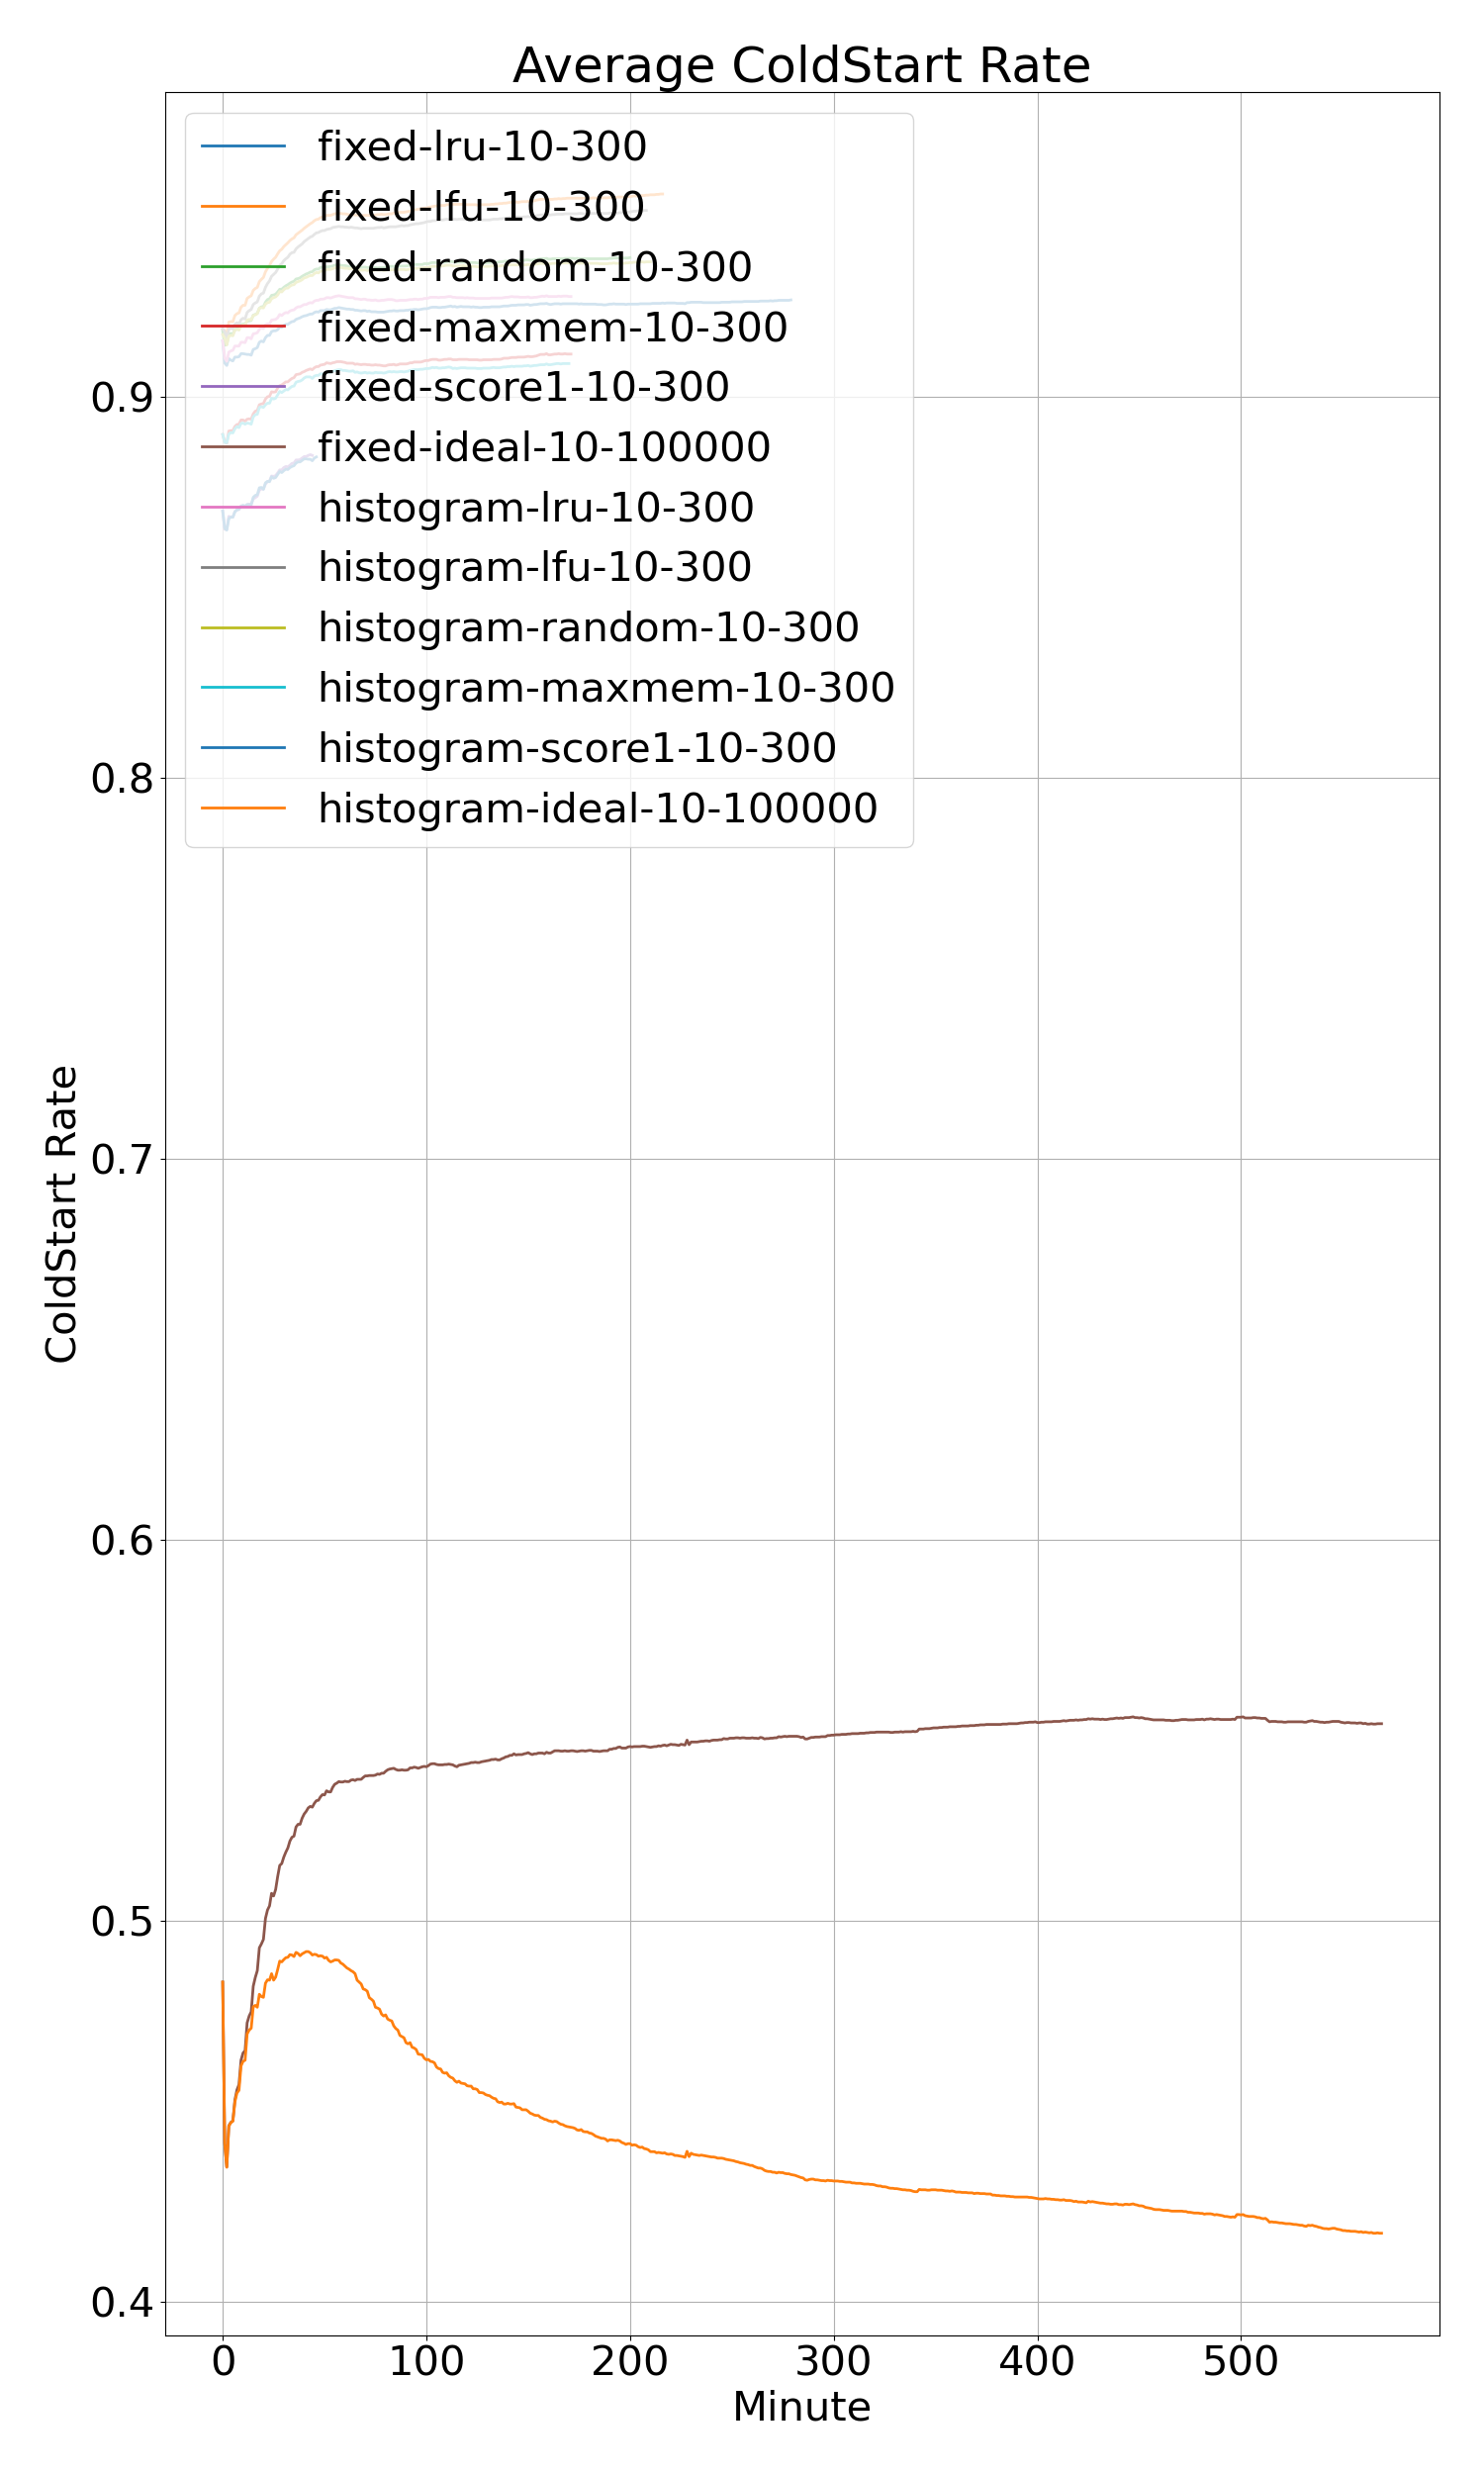 Average ColdStart Rate
fixed-lru-10-300
fixed-lfu-10-300
fixed-random-10-300
fixed-maxmem-10-300
fixed-score1-10-300
fixed-ideal-10-100000
histogram-lru-10-300
histogram-lfu-10-300
histogram-random-10-300
histogram-maxmem-10-300
histogram-score1-10-300
histogram-ideal-10-100000
ColdStart Rate
0.9
0.8
0.7
0.6
0.5
0.4
0 100 200 300 400 500
Minute